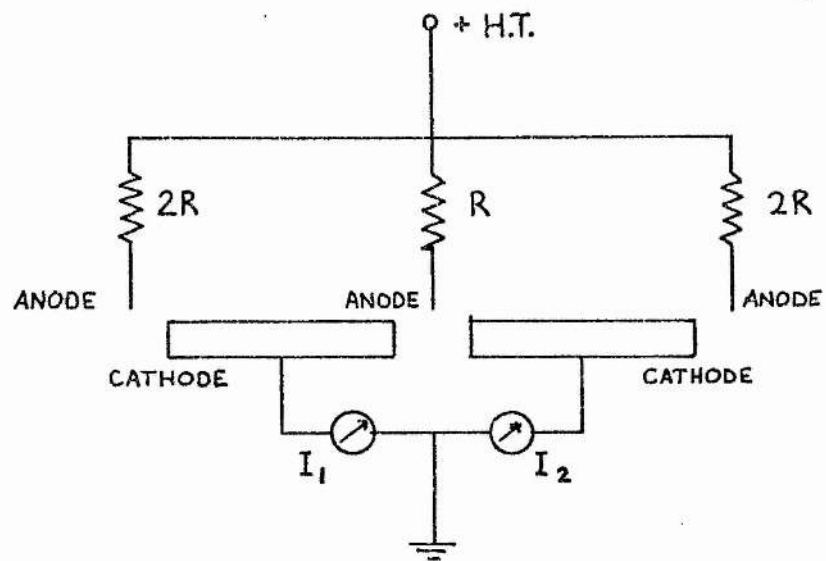 + H.T.
2R
R
2R
ANODE
ANODE
ANODE
CATHODE
CATHODE
I₁
I₂